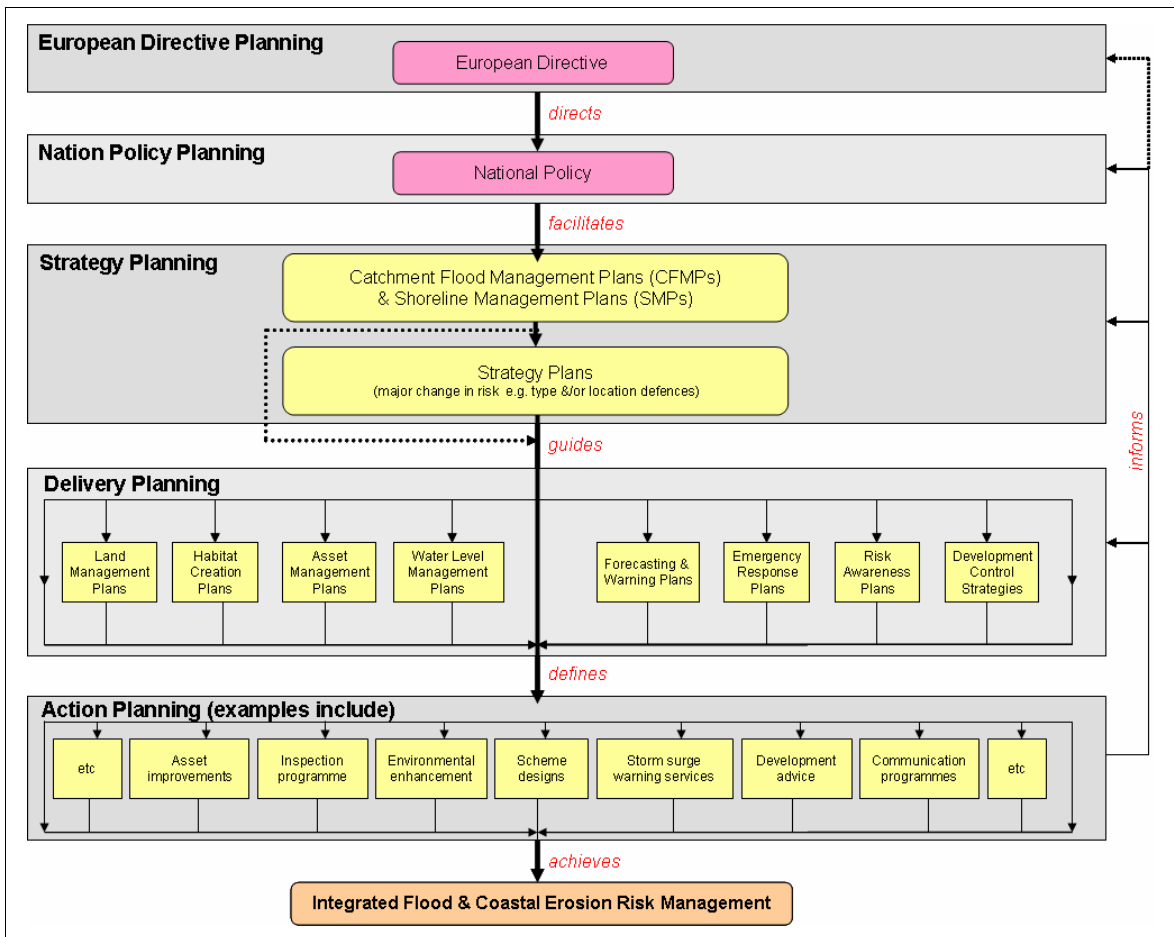 European Directive Planning
European Directive
directs
Nation Policy Planning
National Policy
facilitates
Strategy Planning
Catchment Flood Management Plans (CFMPs)
& Shoreline Management Plans (SMPs)
Strategy Plans
(major change in risk e.g. type &/or location defences)
guides
informs
Delivery Planning
Land
Management
Plans
Habitat
Creation
Plans
Asset
Management
Plans
Water Level
Management
Plans
Forecasting &
Warning Plans
Emergency
Response
Plans
Risk
Awareness
Plans
Development
Control
Strategies
defines
Action Planning (examples include)
etc
Asset
improvements
Inspection
programme
Environmental
enhancement
Scheme
designs
Storm surge
warning services
Development
advice
Communication
programmes
etc
achieves
Integrated Flood & Coastal Erosion Risk Management